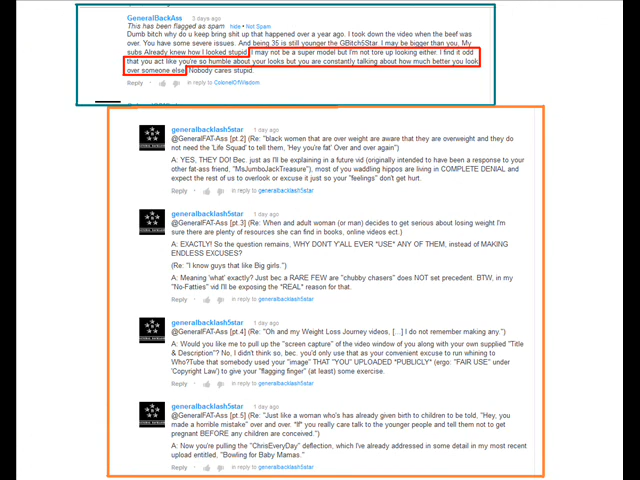 GeneralBackAss 3 days ago
This has been flagged as spam hide • Not Spam
Dumb bitch why do u keep bring shit up that happened over a year ago. I took down the video when the beef was
over. You have some severe issues. And being 35 is still younger the GBitch5Star. I may be bigger than you, My
subs Already knew how I looked stupid. I may not be a super model but I'm not tore up looking either. I find it odd
that you act like you're so humble about your looks but you are constantly talking about how much better you look
over someone else. Nobody cares stupid.
Reply in reply to ColonelOfWisdom
generalbacklash5star 1 day ago
@GeneralFAT-Ass [pt.2] (Re: "black women that are over weight are aware that they are overweight and they do
not need the 'Life Squad' to tell them, 'Hey you're fat' Over and over again")
A: YES, THEY DO! Bec. just as I'll be explaining in a future vid (originally intended to have been a response to your
other fat-ass friend, "MsJumboJackTreasure"), most of you waddling hippos are living in COMPLETE DENIAL and
expect the rest of us to overlook or excuse it just so your "feelings" don't get hurt.
Reply in reply to generalbacklash5star
generalbacklash5star 1 day ago
@GeneralFAT-Ass [pt.3] (Re: "When and adult woman (or man) decides to get serious about losing weight I'm
sure there are plenty of resources she can find in books, online videos ect.)
A: EXACTLY! So the question remains, WHY DON'T Y'ALL EVER *USE* ANY OF THEM, instead of MAKING
ENDLESS EXCUSES?
(Re: "I know guys that like Big girls.")
A: Meaning 'what' exactly? Just bec a RARE FEW are "chubby chasers" does NOT set precedent. BTW, in my
"No-Fatties" vid I'll be exposing the *REAL* reason for that.
Reply in reply to generalbacklash5star
generalbacklash5star 1 day ago
@GeneralFAT-Ass [pt.4] (Re: "Oh and my Weight Loss Journey videos, [...] I do not remember making any.")
A: Would you like me to pull up the "screen capture" of the video window of you along with your own supplied "Title
& Description"? No, I didn't think so, bec. you'd only use that as your convenient excuse to run whining to
Who?Tube that somebody used your "image" THAT "YOU" UPLOADED *PUBLICLY* (ergo: "FAIR USE" under
'Copyright Law') to give your "flagging finger" (at least) some exercise.
Reply in reply to generalbacklash5star
generalbacklash5star 1 day ago
@GeneralFAT-Ass [pt.5] (Re: "Just like a woman who's has already given birth to children to be told, "Hey, you
made a horrible mistake" over and over. *If* you really care talk to the younger people and tell them not to get
pregnant BEFORE any children are conceived.")
A: Now you're pulling the "ChrisEveryDay" deflection, which I've already addressed in some detail in my most recent
upload entitled, "Bowling for Baby Mamas."
Reply in reply to generalbacklash5star